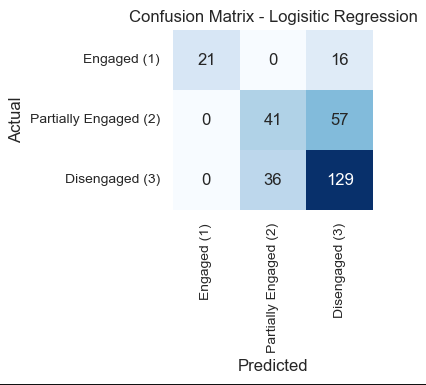 Confusion Matrix - Logisitic Regression
Engaged (1) 21 0 16
Partially Engaged (2) 0 41 57
Disengaged (3) 0 36 129
Actual
Engaged (1)
Partially Engaged (2)
Disengaged (3)
Predicted